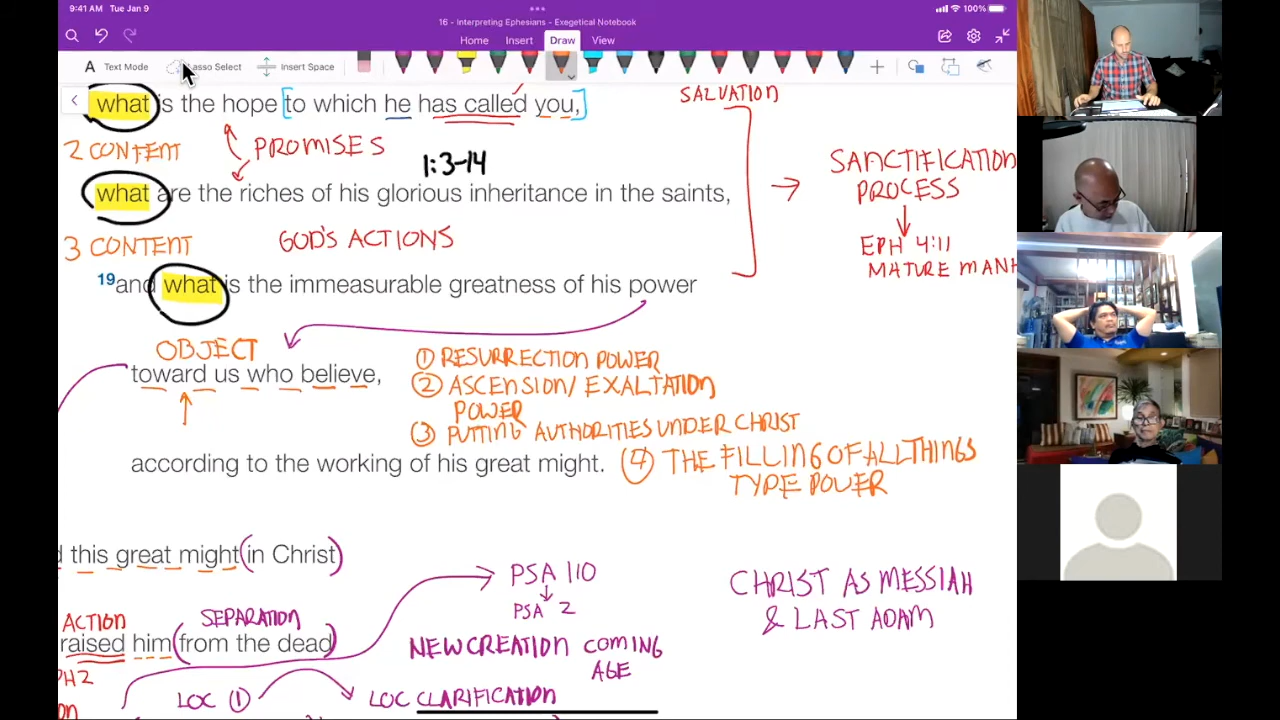 9:41 AM Tue Jan 9
100%
16 - Interpreting Ephesians - Exegetical Notebook
Home Insert Draw View
A Text Mode Lasso Select Insert Space
SALVATION
what is the hope [to which he has called you,]
2 CONTENT
PROMISES
1:3-14
SANCTIFICATION
PROCESS
what are the riches of his glorious inheritance in the saints,
3 CONTENT
GOD'S ACTIONS
EPH 4:11
MATURE MANH
19and what is the immeasurable greatness of his power
OBJECT
toward us who believe,
① RESURRECTION POWER
② ASCENSION/ EXALTATION
POWER
③ PUTTING AUTHORITIES UNDER CHRIST
according to the working of his great might.
④ THE FILLING OF ALL THINGS
TYPE POWER
d this great might (in Christ)
PSA 110
PSA 2
CHRIST AS MESSIAH
& LAST ADAM
ACTION
SEPARATION
raised him (from the dead)
NEW CREATION COMING
AGE
PH2
LOC ①
LOC CLARIFICATION